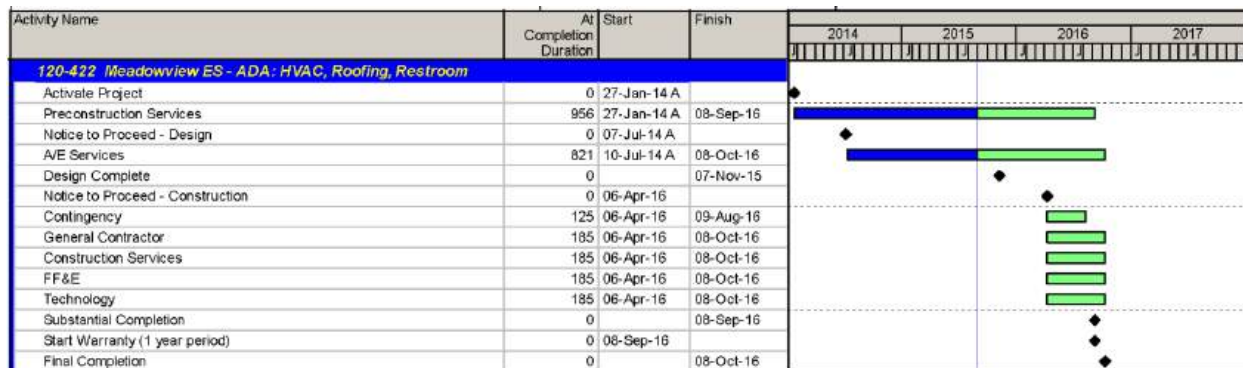 Activity Name At Start Finish
Completion
Duration
2014 2015 2016 2017
J J J J J J J J
120-422 Meadowview ES - ADA: HVAC, Roofing, Restroom
Activate Project 0 27-Jan-14 A
Preconstruction Services 956 27-Jan-14 A 08-Sep-16
Notice to Proceed - Design 0 07-Jul-14 A
A/E Services 821 10-Jul-14 A 08-Oct-16
Design Complete 0 07-Nov-15
Notice to Proceed - Construction 0 06-Apr-16
Contingency 125 06-Apr-16 09-Aug-16
General Contractor 185 06-Apr-16 08-Oct-16
Construction Services 185 06-Apr-16 08-Oct-16
FF&E 185 06-Apr-16 08-Oct-16
Technology 185 06-Apr-16 08-Oct-16
Substantial Completion 0 08-Sep-16
Start Warranty (1 year period) 0 08-Sep-16
Final Completion 0 08-Oct-16